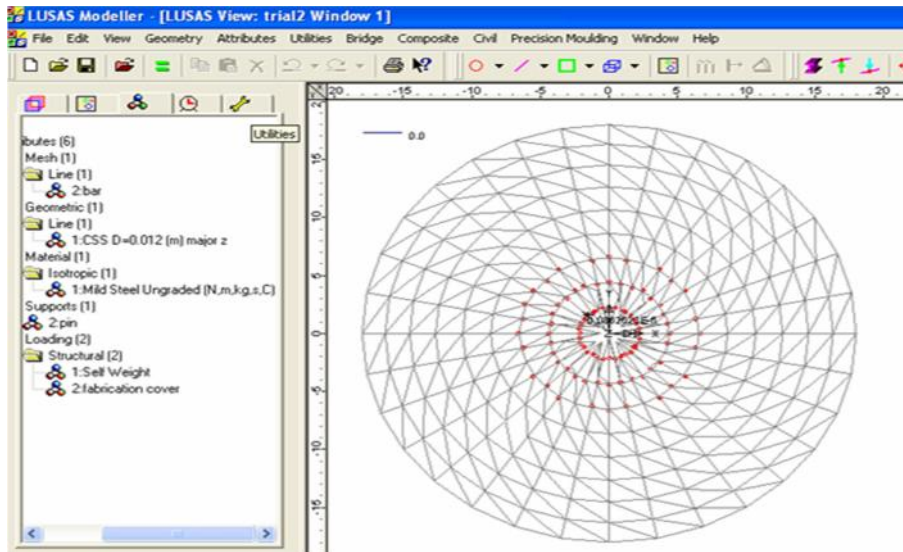 LUSAS Modeller - [LUSAS View: trial2 Window 1]
File Edit View Geometry Attributes Utilities Bridge Composite Civil Precision Moulding Window Help
Utilities
ibutes (6)
Mesh (1)
Line (1)
2:bar
Geometric (1)
Line (1)
1:CSS D=0.012 (m) major z
Material (1)
Isotropic (1)
1:Mild Steel Ungraded (N,m,kg,s,C)
Supports (1)
2:pin
Loading (2)
Structural (2)
1:Self Weight
2:fabrication cover
20 -15 -10 -5 0 5 10 15 20
0.0
15
10
5
0
-5
-10
-15
Y
X